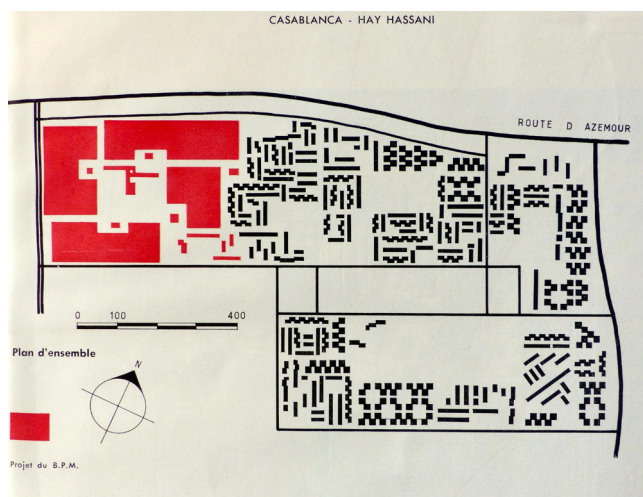 CASABLANCA - HAY HASSANI
ROUTE D AZEMOUR
0 100 400
Plan d'ensemble
N
Projet du B.P.M.